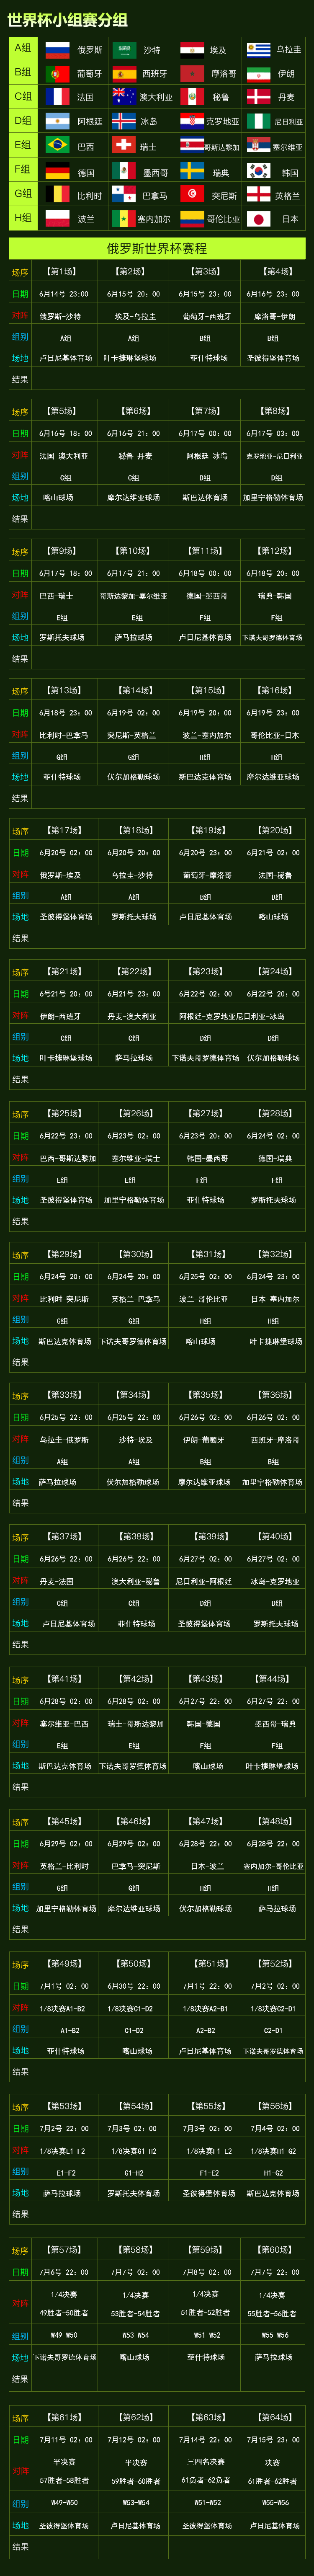 世界杯小组赛分组
A组 俄罗斯 沙特 埃及 乌拉圭
B组 葡萄牙 西班牙 摩洛哥 伊朗
C组 法国 澳大利亚 秘鲁 丹麦
D组 阿根廷 冰岛 克罗地亚 尼日利亚
E组 巴西 瑞士 哥斯达黎加 塞尔维亚
F组 德国 墨西哥 瑞典 韩国
G组 比利时 巴拿马 突尼斯 英格兰
H组 波兰 塞内加尔 哥伦比亚 日本
俄罗斯世界杯赛程
场序 【第1场】 【第2场】 【第3场】 【第4场】
日期 6月14号 23:00 6月15号 20：00 6月15号 23：00 6月16号 23：00
对阵 俄罗斯-沙特 埃及-乌拉圭 葡萄牙-西班牙 摩洛哥-伊朗
组别 A组 A组 B组 B组
场地 卢日尼基体育场 叶卡捷琳堡球场 菲什特球场 圣彼得堡体育场
结果
场序 【第5场】 【第6场】 【第7场】 【第8场】
日期 6月16号 18：00 6月16号 21：00 6月17号 00：00 6月17号 03：00
对阵 法国-澳大利亚 秘鲁-丹麦 阿根廷-冰岛 克罗地亚-尼日利亚
组别 C组 C组 D组 D组
场地 喀山球场 摩尔达维亚球场 斯巴达体育场 加里宁格勒体育场
结果
场序 【第9场】 【第10场】 【第11场】 【第12场】
日期 6月17号 18：00 6月17号 21：00 6月18号 00：00 6月18号 20：00
对阵 巴西-瑞士 哥斯达黎加-塞尔维亚 德国-墨西哥 瑞典-韩国
组别 E组 E组 F组 F组
场地 罗斯托夫球场 萨马拉球场 卢日尼基体育场 下诺夫哥罗德体育场
结果
场序 【第13场】 【第14场】 【第15场】 【第16场】
日期 6月18号 23：00 6月19号 02：00 6月19号 20：00 6月19号 23：00
对阵 比利时-巴拿马 突尼斯-英格兰 波兰-塞内加尔 哥伦比亚-日本
组别 G组 G组 H组 H组
场地 菲什特球场 伏尔加格勒球场 斯巴达克体育场 摩尔达维亚球场
结果
场序 【第17场】 【第18场】 【第19场】 【第20场】
日期 6月20号 02：00 6月20号 20：00 6月20号 23：00 6月21号 02：00
对阵 俄罗斯-埃及 乌拉圭-沙特 葡萄牙-摩洛哥 法国-秘鲁
组别 A组 A组 B组 B组
场地 圣彼得堡体育场 罗斯托夫球场 卢日尼基体育场 喀山球场
结果
场序 【第21场】 【第22场】 【第23场】 【第24场】
日期 6号21号 20：00 6月21号 23：00 6月22号 02：00 6月22号 20：00
对阵 伊朗-西班牙 丹麦-澳大利亚 阿根廷-克罗地亚 尼日利亚-冰岛
组别 C组 C组 D组 D组
场地 叶卡捷琳堡球场 萨马拉球场 下诺夫哥罗德体育场 伏尔加格勒球场
结果
场序 【第25场】 【第26场】 【第27场】 【第28场】
日期 6月22号 23：00 6月23号 02：00 6月23号 20：00 6月24号 02：00
对阵 巴西-哥斯达黎加 塞尔维亚-瑞士 韩国-墨西哥 德国-瑞典
组别 E组 E组 F组 F组
场地 圣彼得堡体育场 加里宁格勒体育场 菲什特球场 罗斯托夫球场
结果
场序 【第29场】 【第30场】 【第31场】 【第32场】
日期 6月24号 20：00 6月24号 20：00 6月25号 02：00 6月24号 23：00
对阵 比利时-突尼斯 英格兰-巴拿马 波兰-哥伦比亚 日本-塞内加尔
组别 G组 G组 H组 H组
场地 斯巴达克体育场 下诺夫哥罗德体育场 喀山球场 叶卡捷琳堡球场
结果
场序 【第33场】 【第34场】 【第35场】 【第36场】
日期 6月25号 22：00 6月25号 22：00 6月26号 02：00 6月26号 02：00
对阵 乌拉圭-俄罗斯 沙特-埃及 伊朗-葡萄牙 西班牙-摩洛哥
组别 A组 A组 B组 B组
场地 萨马拉球场 伏尔加格勒球场 摩尔达维亚球场 加里宁格勒体育场
结果
场序 【第37场】 【第38场】 【第39场】 【第40场】
日期 6月26号 22：00 6月26号 22：00 6月27号 02：00 6月27号 02：00
对阵 丹麦-法国 澳大利亚-秘鲁 尼日利亚-阿根廷 冰岛-克罗地亚
组别 C组 C组 D组 D组
场地 卢日尼基体育场 菲什特球场 圣彼得堡体育场 罗斯托夫球场
结果
场序 【第41场】 【第42场】 【第43场】 【第44场】
日期 6月28号 02：00 6月28号 02：00 6月27号 22：00 6月27号 22：00
对阵 塞尔维亚-巴西 瑞士-哥斯达黎加 韩国-德国 墨西哥-瑞典
组别 E组 E组 F组 F组
场地 斯巴达克体育场 下诺夫哥罗德体育场 喀山球场 叶卡捷琳堡球场
结果
场序 【第45场】 【第46场】 【第47场】 【第48场】
日期 6月29号 02：00 6月29号 02：00 6月28号 22：00 6月28号 22：00
对阵 英格兰-比利时 巴拿马-突尼斯 日本-波兰 塞内加尔-哥伦比亚
组别 G组 G组 H组 H组
场地 加里宁格勒体育场 摩尔达维亚球场 伏尔加格勒球场 萨马拉球场
结果
场序 【第49场】 【第50场】 【第51场】 【第52场】
日期 7月1号 02：00 6月30号 22：00 7月1号 22：00 7月2号 02：00
对阵 1/8决赛A1-B2 1/8决赛C1-D2 1/8决赛A2-B1 1/8决赛C2-D1
组别 A1-B2 C1-D2 A2-B2 C2-D1
场地 菲什特球场 喀山球场 卢日尼基体育场 下诺夫哥罗德体育场
结果
场序 【第53场】 【第54场】 【第55场】 【第56场】
日期 7月2号 22：00 7月3号 02：00 7月3号 02：00 7月4号 02：00
对阵 1/8决赛E1-F2 1/8决赛G1-H2 1/8决赛F1-E2 1/8决赛H1-G2
组别 E1-F2 G1-H2 F1-E2 H1-G2
场地 萨马拉球场 罗斯托夫体育场 圣彼得堡体育场 斯巴达克体育场
结果
场序 【第57场】 【第58场】 【第59场】 【第60场】
日期 7月6号 22：00 7月7号 02：00 7月8号 02：00 7月7号 22：00
对阵 1/4决赛 1/4决赛 1/4决赛 1/4决赛
49胜者-50胜者 53胜者-54胜者 51胜者-52胜者 55胜者-56胜者
组别 W49-W50 W53-W54 W51-W52 W55-W56
场地 下诺夫哥罗德体育场 喀山球场 菲什特球场 萨马拉球场
结果
场序 【第61场】 【第62场】 【第63场】 【第64场】
日期 7月11号 02：00 7月12号 02：00 7月14号 22：00 7月15号 23：00
对阵 半决赛 半决赛 三四名决赛 决赛
57胜者-58胜者 59胜者-60胜者 61负者-62负者 61胜者-62胜者
组别 W49-W50 W53-W54 W51-W52 W55-W56
场地 圣彼得堡体育场 卢日尼基体育场 圣彼得堡体育场 卢日尼基体育场
结果